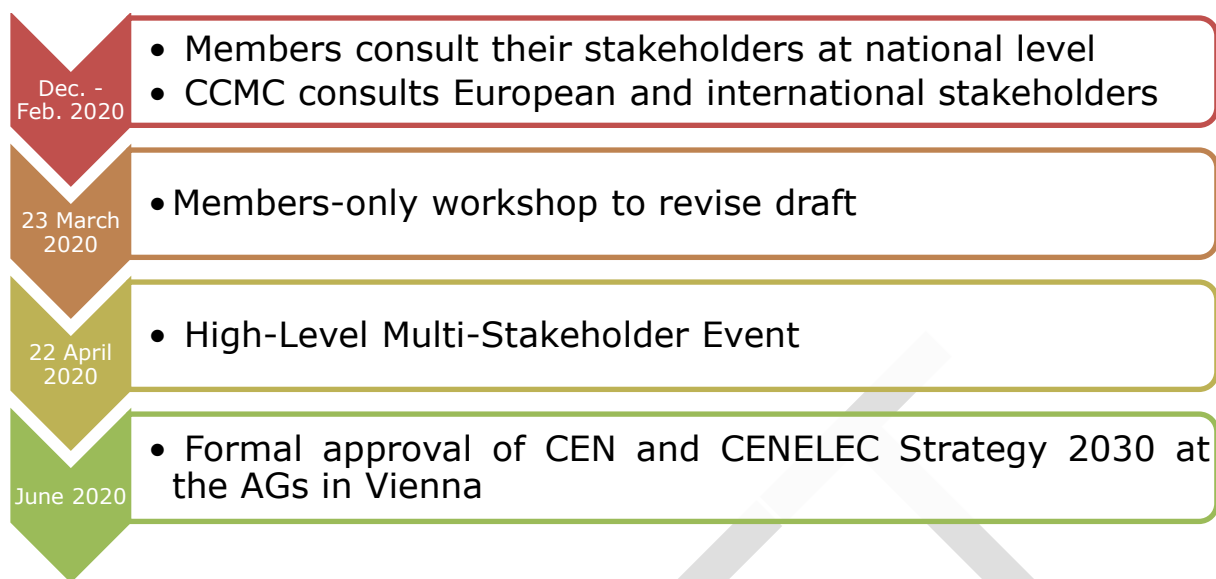 Dec. -
Feb. 2020
• Members consult their stakeholders at national level
• CCMC consults European and international stakeholders
23 March
2020
• Members-only workshop to revise draft
22 April
2020
• High-Level Multi-Stakeholder Event
June 2020
• Formal approval of CEN and CENELEC Strategy 2030 at
the AGs in Vienna